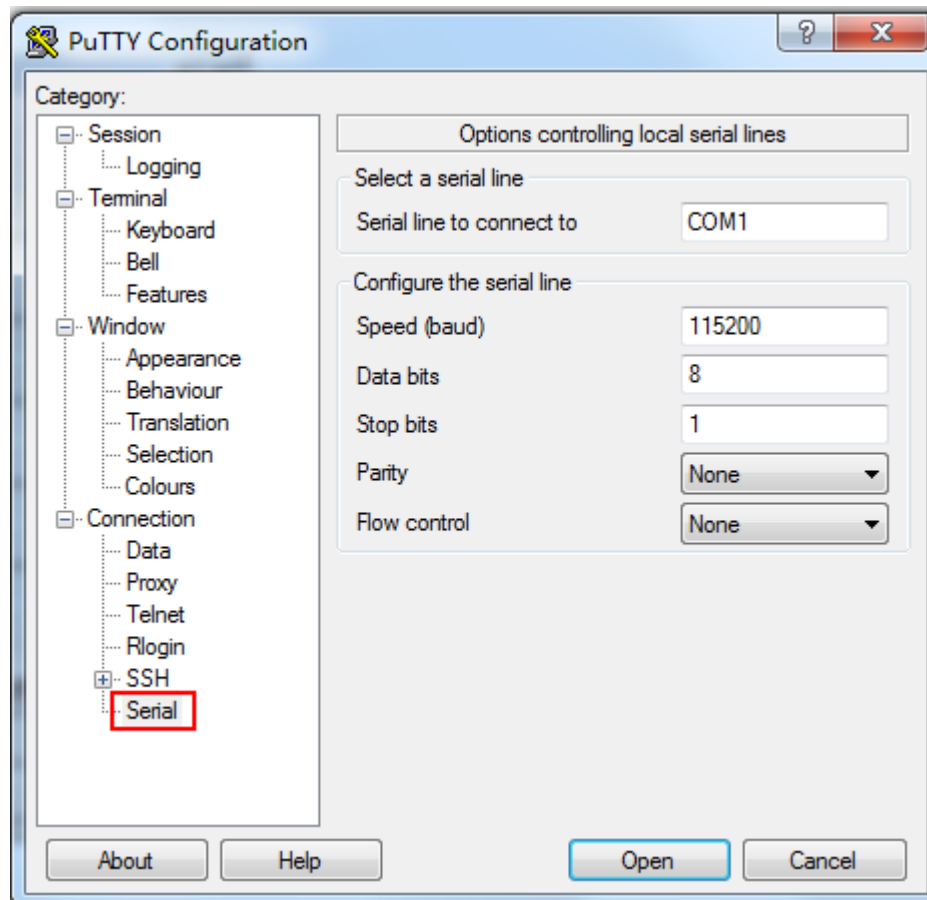 PuTTY Configuration
Category:
Session
Logging
Terminal
Keyboard
Bell
Features
Window
Appearance
Behaviour
Translation
Selection
Colours
Connection
Data
Proxy
Telnet
Rlogin
SSH
Serial
Options controlling local serial lines
Select a serial line
Serial line to connect to COM1
Configure the serial line
Speed (baud) 115200
Data bits 8
Stop bits 1
Parity None
Flow control None
About Help Open Cancel